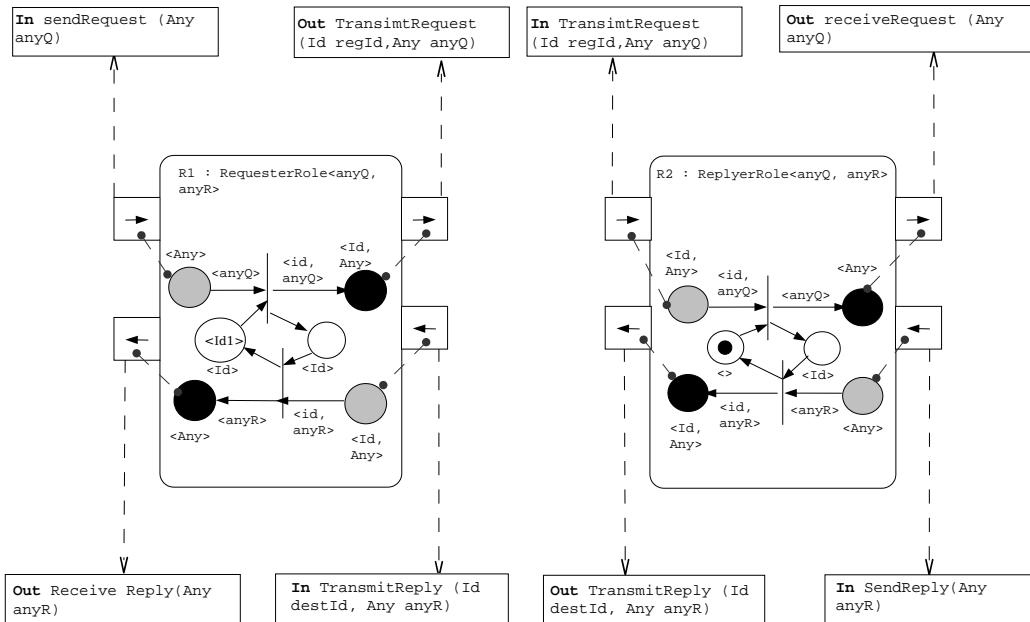 In sendRequest (Any
anyQ)
Out TransimtRequest
(Id regId,Any anyQ)
In TransimtRequest
(Id regId,Any anyQ)
Out receiveRequest (Any
anyQ)
R1 : RequesterRole<anyQ,
anyR>
<Any>
<anyQ>
<id,
anyQ>
<Id,
Any>
<Id1>
<Id>
<Id>
<Any>
<anyR>
<id,
anyR>
<Id,
Any>
R2 : ReplyerRole<anyQ, anyR>
<Id,
Any>
<id,
anyQ>
<anyQ>
<Any>
<>
<Id>
<Id,
Any>
<id,
anyR>
<anyR>
<Any>
Out Receive Reply(Any
anyR)
In TransmitReply (Id
destId, Any anyR)
Out TransmitReply (Id
destId, Any anyR)
In SendReply(Any
anyR)